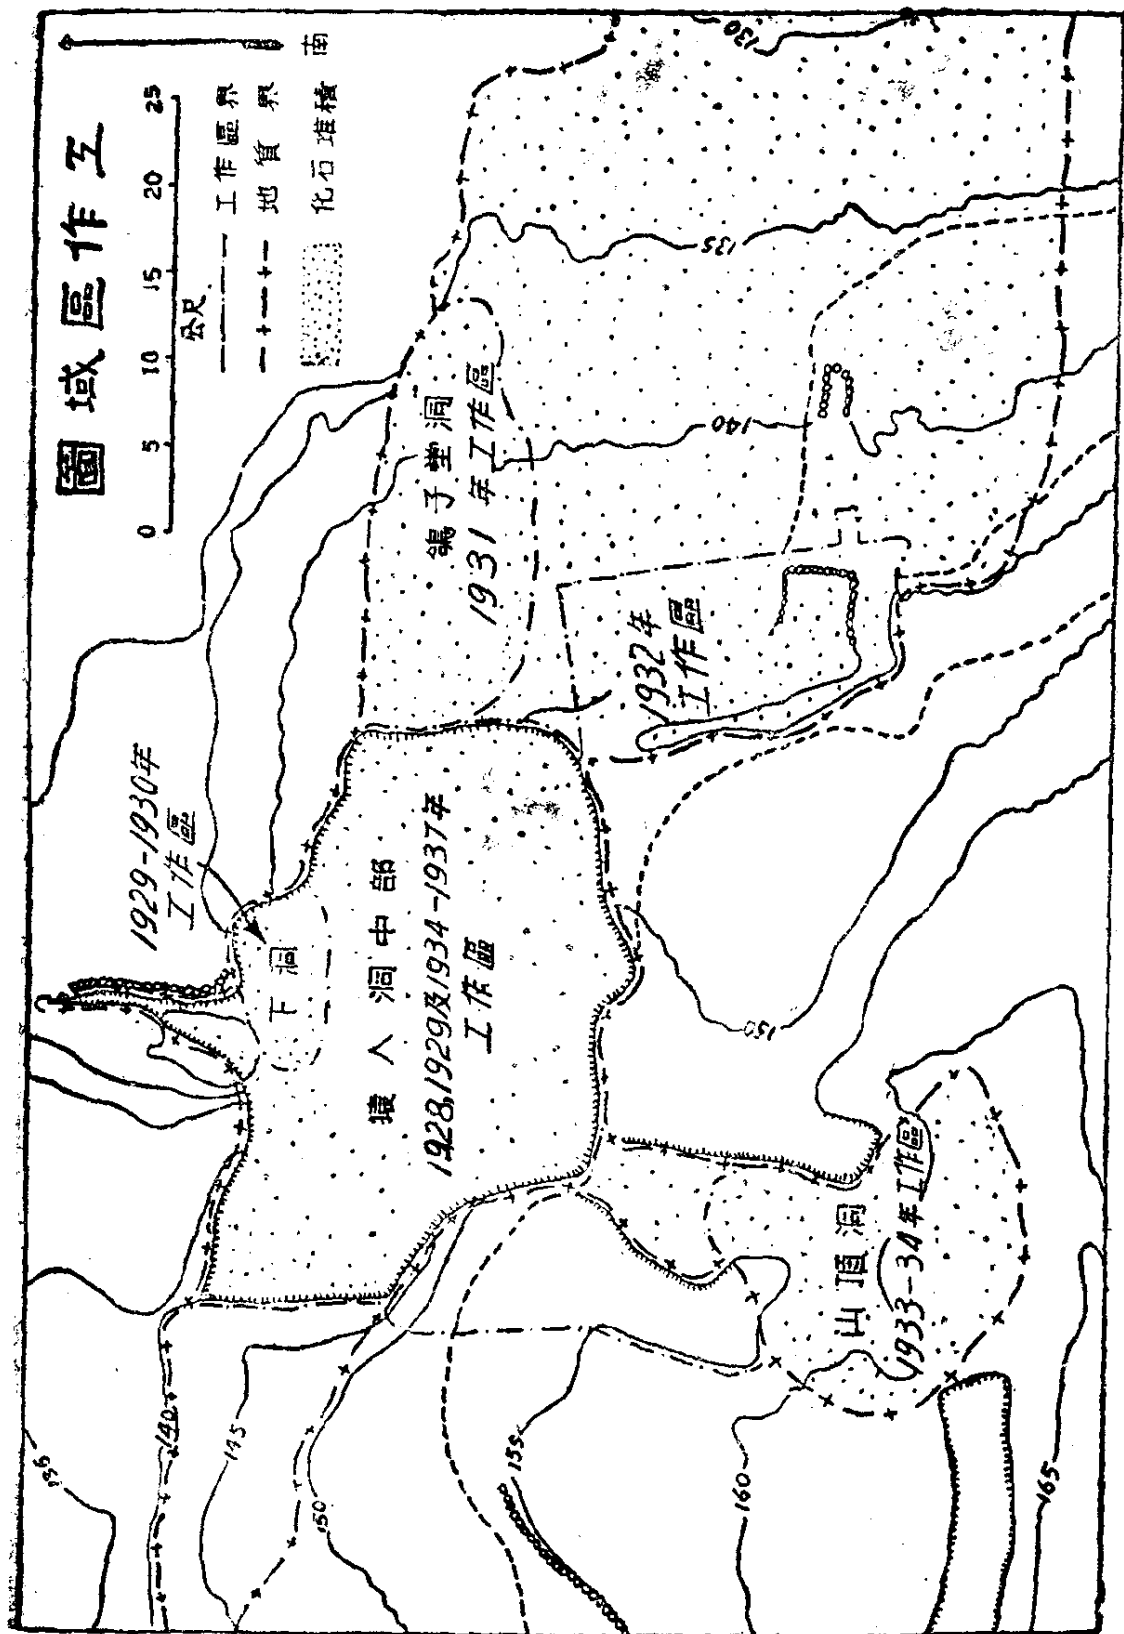 圖域區作工
0 5 10 15 20 25
公尺
工作區界
地質界
化石堆積
南
1929-1930年
工作區
下洞
猿人洞中部
1928,1929及1934-1937年
工作區
鴿子堂洞
1931年工作區
1932年
工作區
山頂洞
1933-34年工作區
130
135
140
150
140
145
150
155
160
165